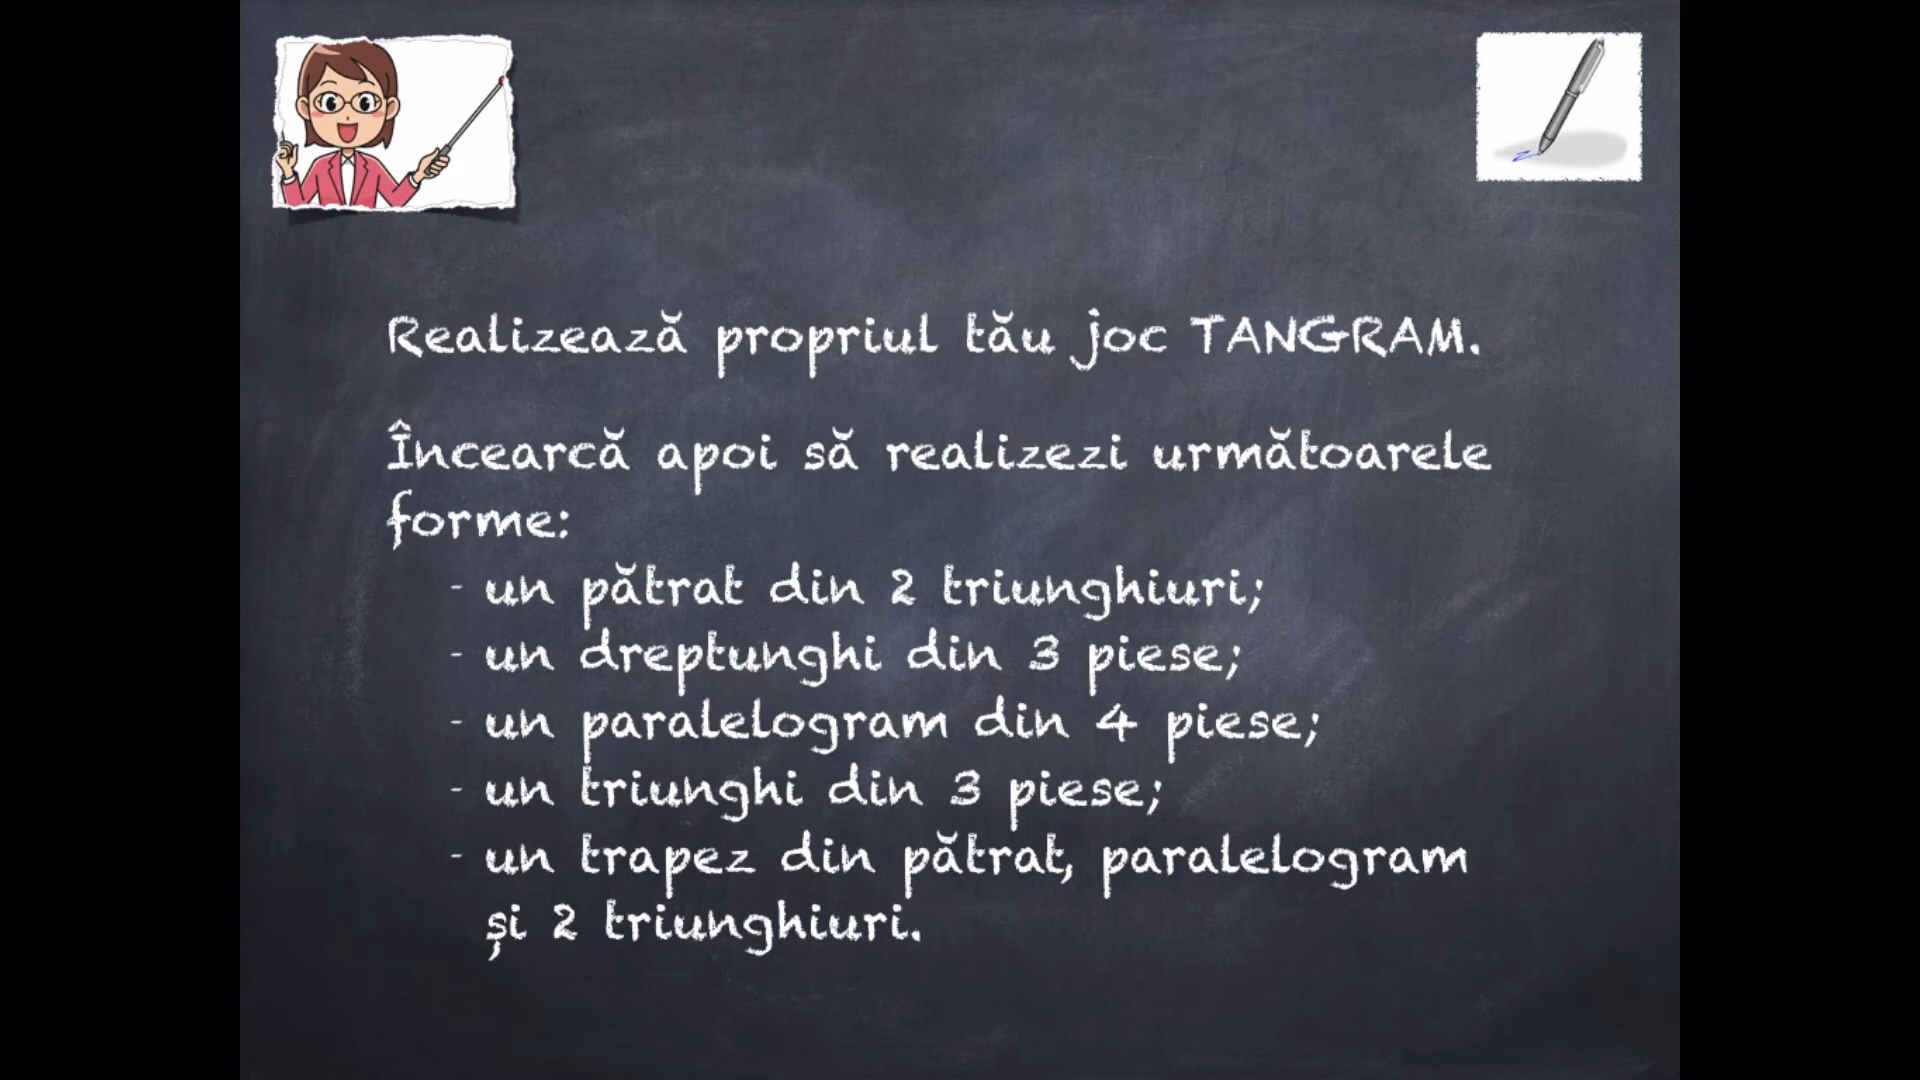 Realizează propriul tău joc TANGRAM.
Încearcă apoi să realizezi următoarele
forme:
- un pătrat din 2 triunghiuri;
- un dreptunghi din 3 piese;
- un paralelogram din 4 piese;
- un triunghi din 3 piese;
- un trapez din pătrat, paralelogram
și 2 triunghiuri.